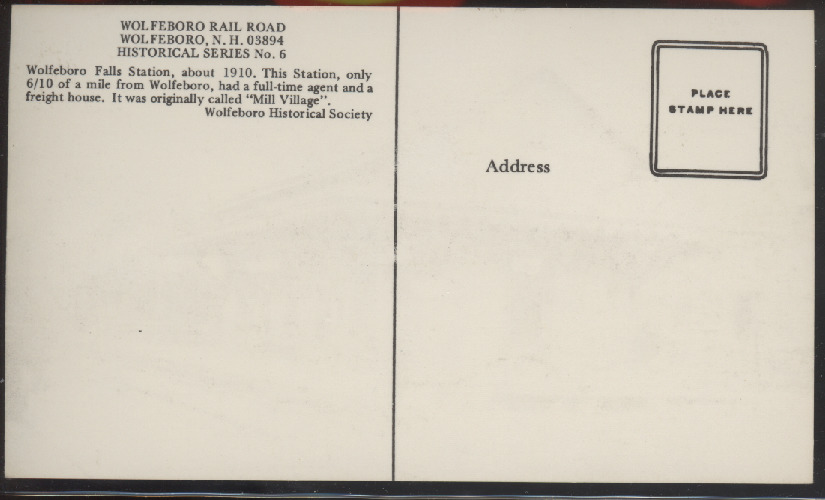 WOLFEBORO RAIL ROAD
WOLFEBORO, N. H. 03894
HISTORICAL SERIES No. 6
Wolfeboro Falls Station, about 1910. This Station, only
6/10 of a mile from Wolfeboro, had a full-time agent and a
freight house. It was originally called "Mill Village".
Wolfeboro Historical Society
PLACE
STAMP HERE
Address